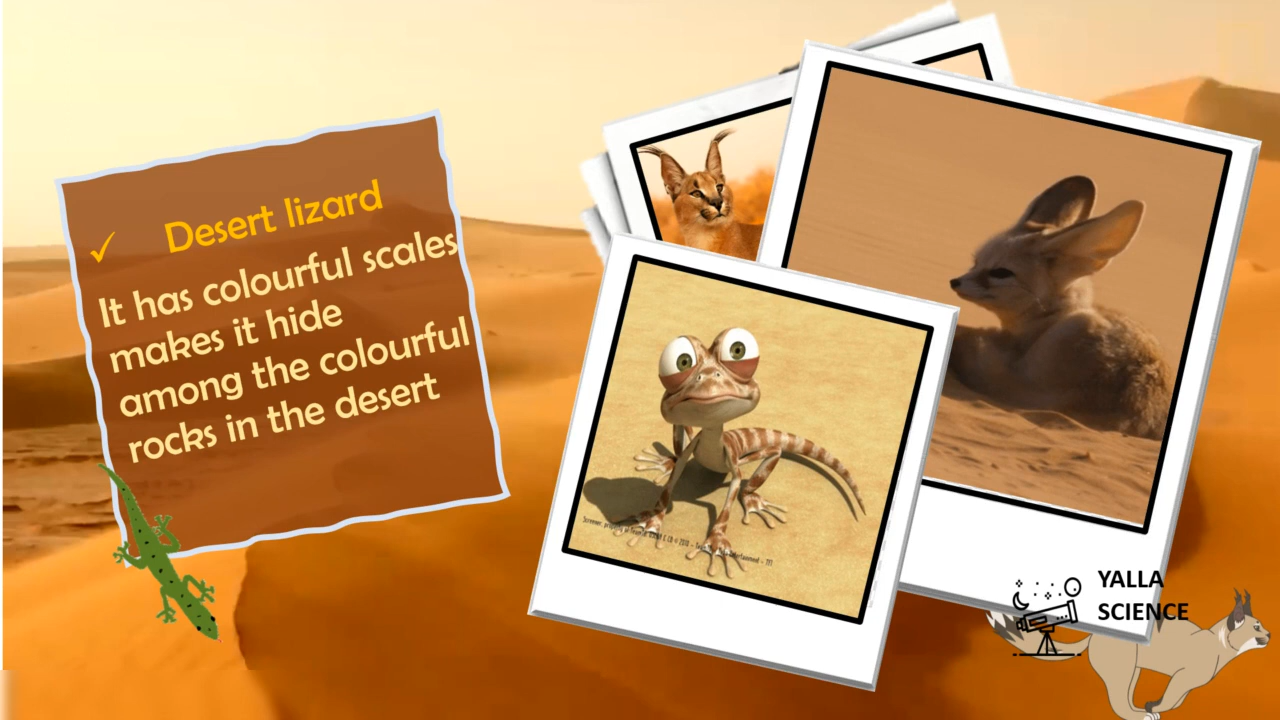 ✓ Desert lizard
It has colourful scales
makes it hide
among the colourful
rocks in the desert
YALLA
SCIENCE